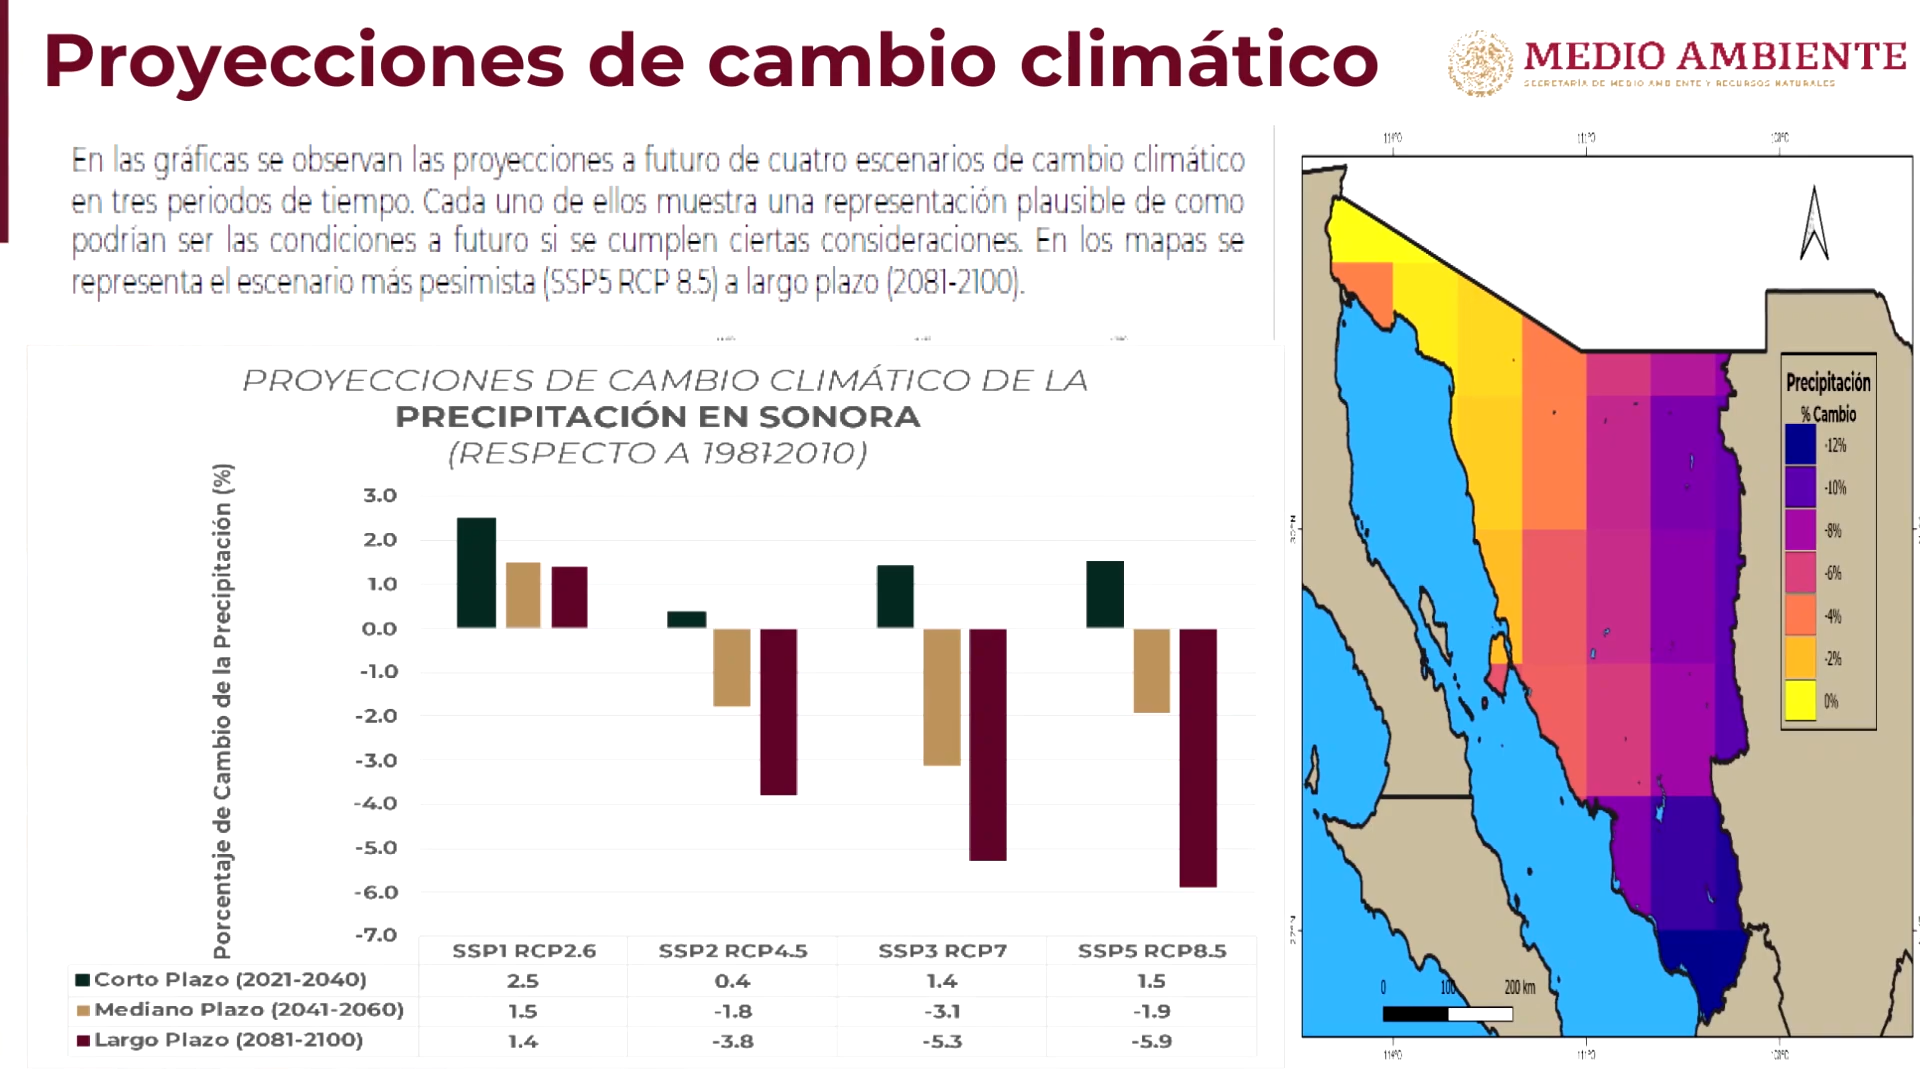 Proyecciones de cambio climático
MEDIO AMBIENTE
SECRETARÍA DE MEDIO AMBIENTE Y RECURSOS NATURALES
En las gráficas se observan las proyecciones a futuro de cuatro escenarios de cambio climático
en tres periodos de tiempo. Cada uno de ellos muestra una representación plausible de como
podrían ser las condiciones a futuro si se cumplen ciertas consideraciones. En los mapas se
representa el escenario más pesimista (SSP5 RCP 8.5) a largo plazo (2081-2100).
PROYECCIONES DE CAMBIO CLIMÁTICO DE LA
PRECIPITACIÓN EN SONORA
(RESPECTO A 1981-2010)
Porcentaje de Cambio de la Precipitación (%)
3.0
2.0
1.0
0.0
-1.0
-2.0
-3.0
-4.0
-5.0
-6.0
-7.0
SSP1 RCP2.6 SSP2 RCP4.5 SSP3 RCP7 SSP5 RCP8.5
Corto Plazo (2021-2040) 2.5 0.4 1.4 1.5
Mediano Plazo (2041-2060) 1.5 -1.8 -3.1 -1.9
Largo Plazo (2081-2100) 1.4 -3.8 -5.3 -5.9
Precipitación
% Cambio
-12%
-10%
-8%
-6%
-4%
-2%
0%
0 100 200 km